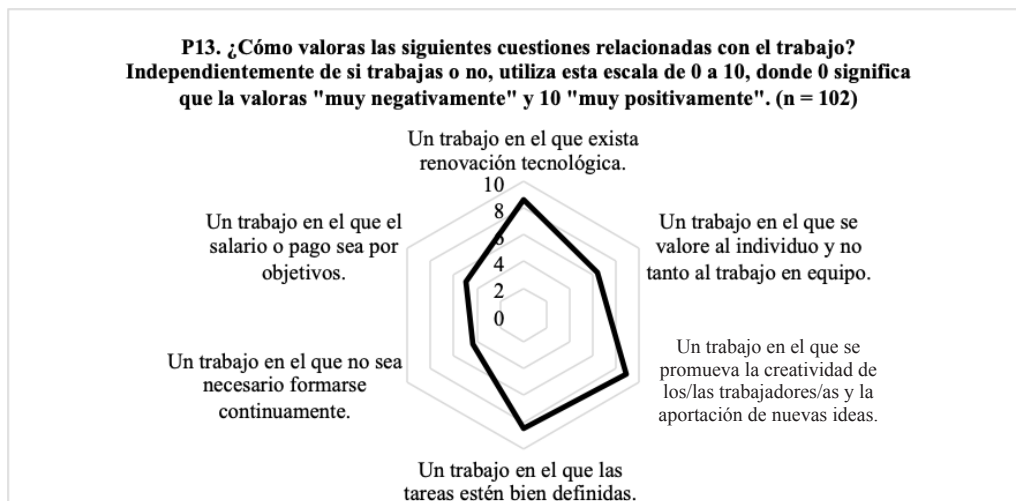 P13. ¿Cómo valoras las siguientes cuestiones relacionadas con el trabajo?
Independientemente de si trabajas o no, utiliza esta escala de 0 a 10, donde 0 significa
que la valoras "muy negativamente" y 10 "muy positivamente". (n = 102)
Un trabajo en el que exista
renovación tecnológica.
10
8
6
4
2
0
Un trabajo en el que se
valore al individuo y no
tanto al trabajo en equipo.
Un trabajo en el que se
promueva la creatividad de
los/las trabajadores/as y la
aportación de nuevas ideas.
Un trabajo en el que las
tareas estén bien definidas.
Un trabajo en el que no sea
necesario formarse
continuamente.
Un trabajo en el que el
salario o pago sea por
objetivos.